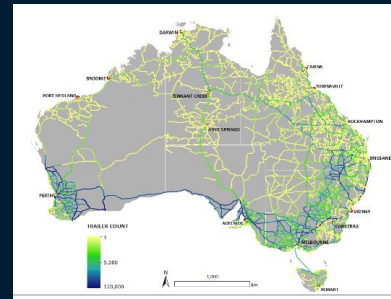 DARWIN
CAIRNS
TOWNSVILLE
BROOME
PORT HEDLAND
TENNANT CREEK
ALICE SPRINGS
ROCKHAMPTON
BRISBANE
PERTH
SYDNEY
ADELAIDE
CANBERRA
MELBOURNE
HOBART
TRAILER COUNT
1
5,000
120,000
N
1,000
km